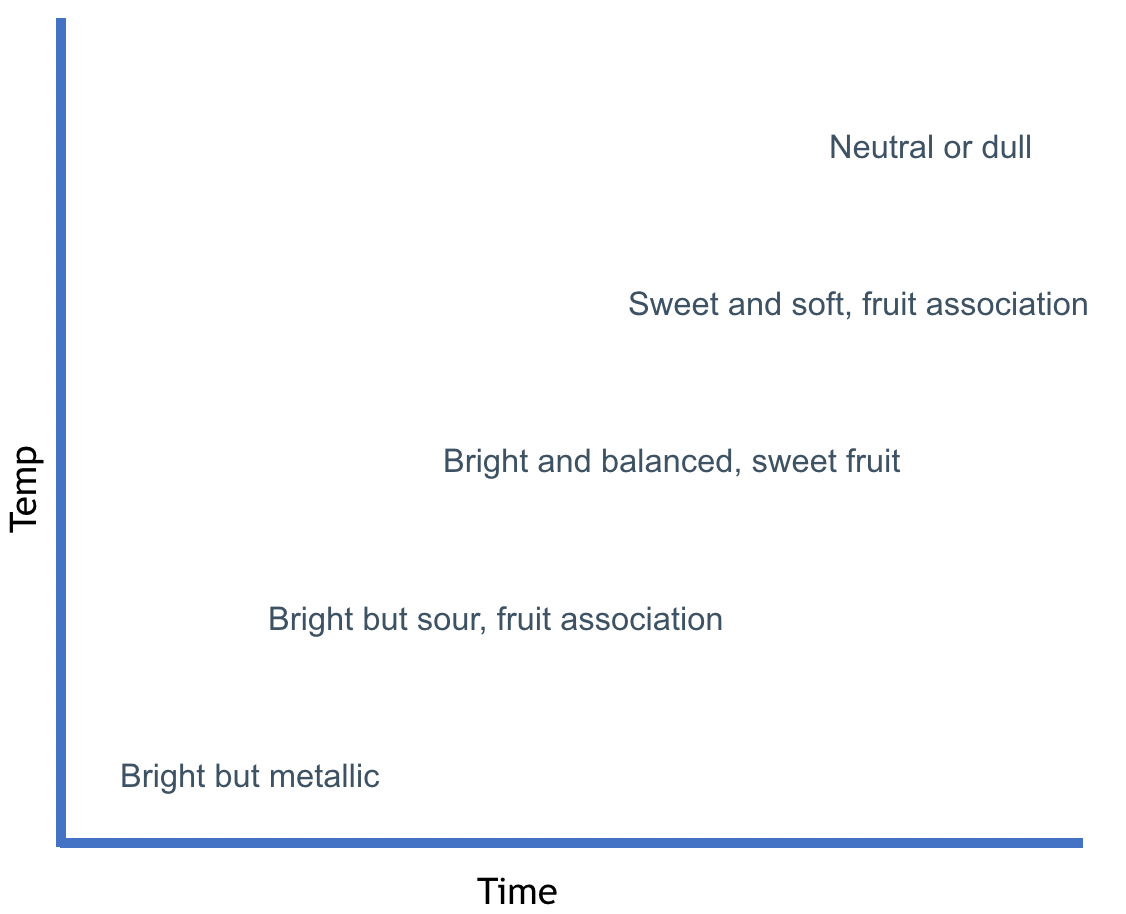 Neutral or dull
Sweet and soft, fruit association
Bright and balanced, sweet fruit
Temp
Bright but sour, fruit association
Bright but metallic
Time